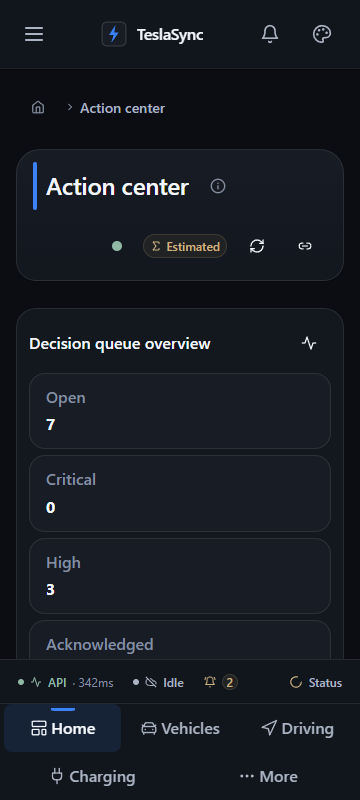 TeslaSync
Action center
Action center
Σ Estimated
Decision queue overview
Open
7
Critical
0
High
3
Acknowledged
API · 342ms
Idle
2
Status
Home
Vehicles
Driving
Charging
More